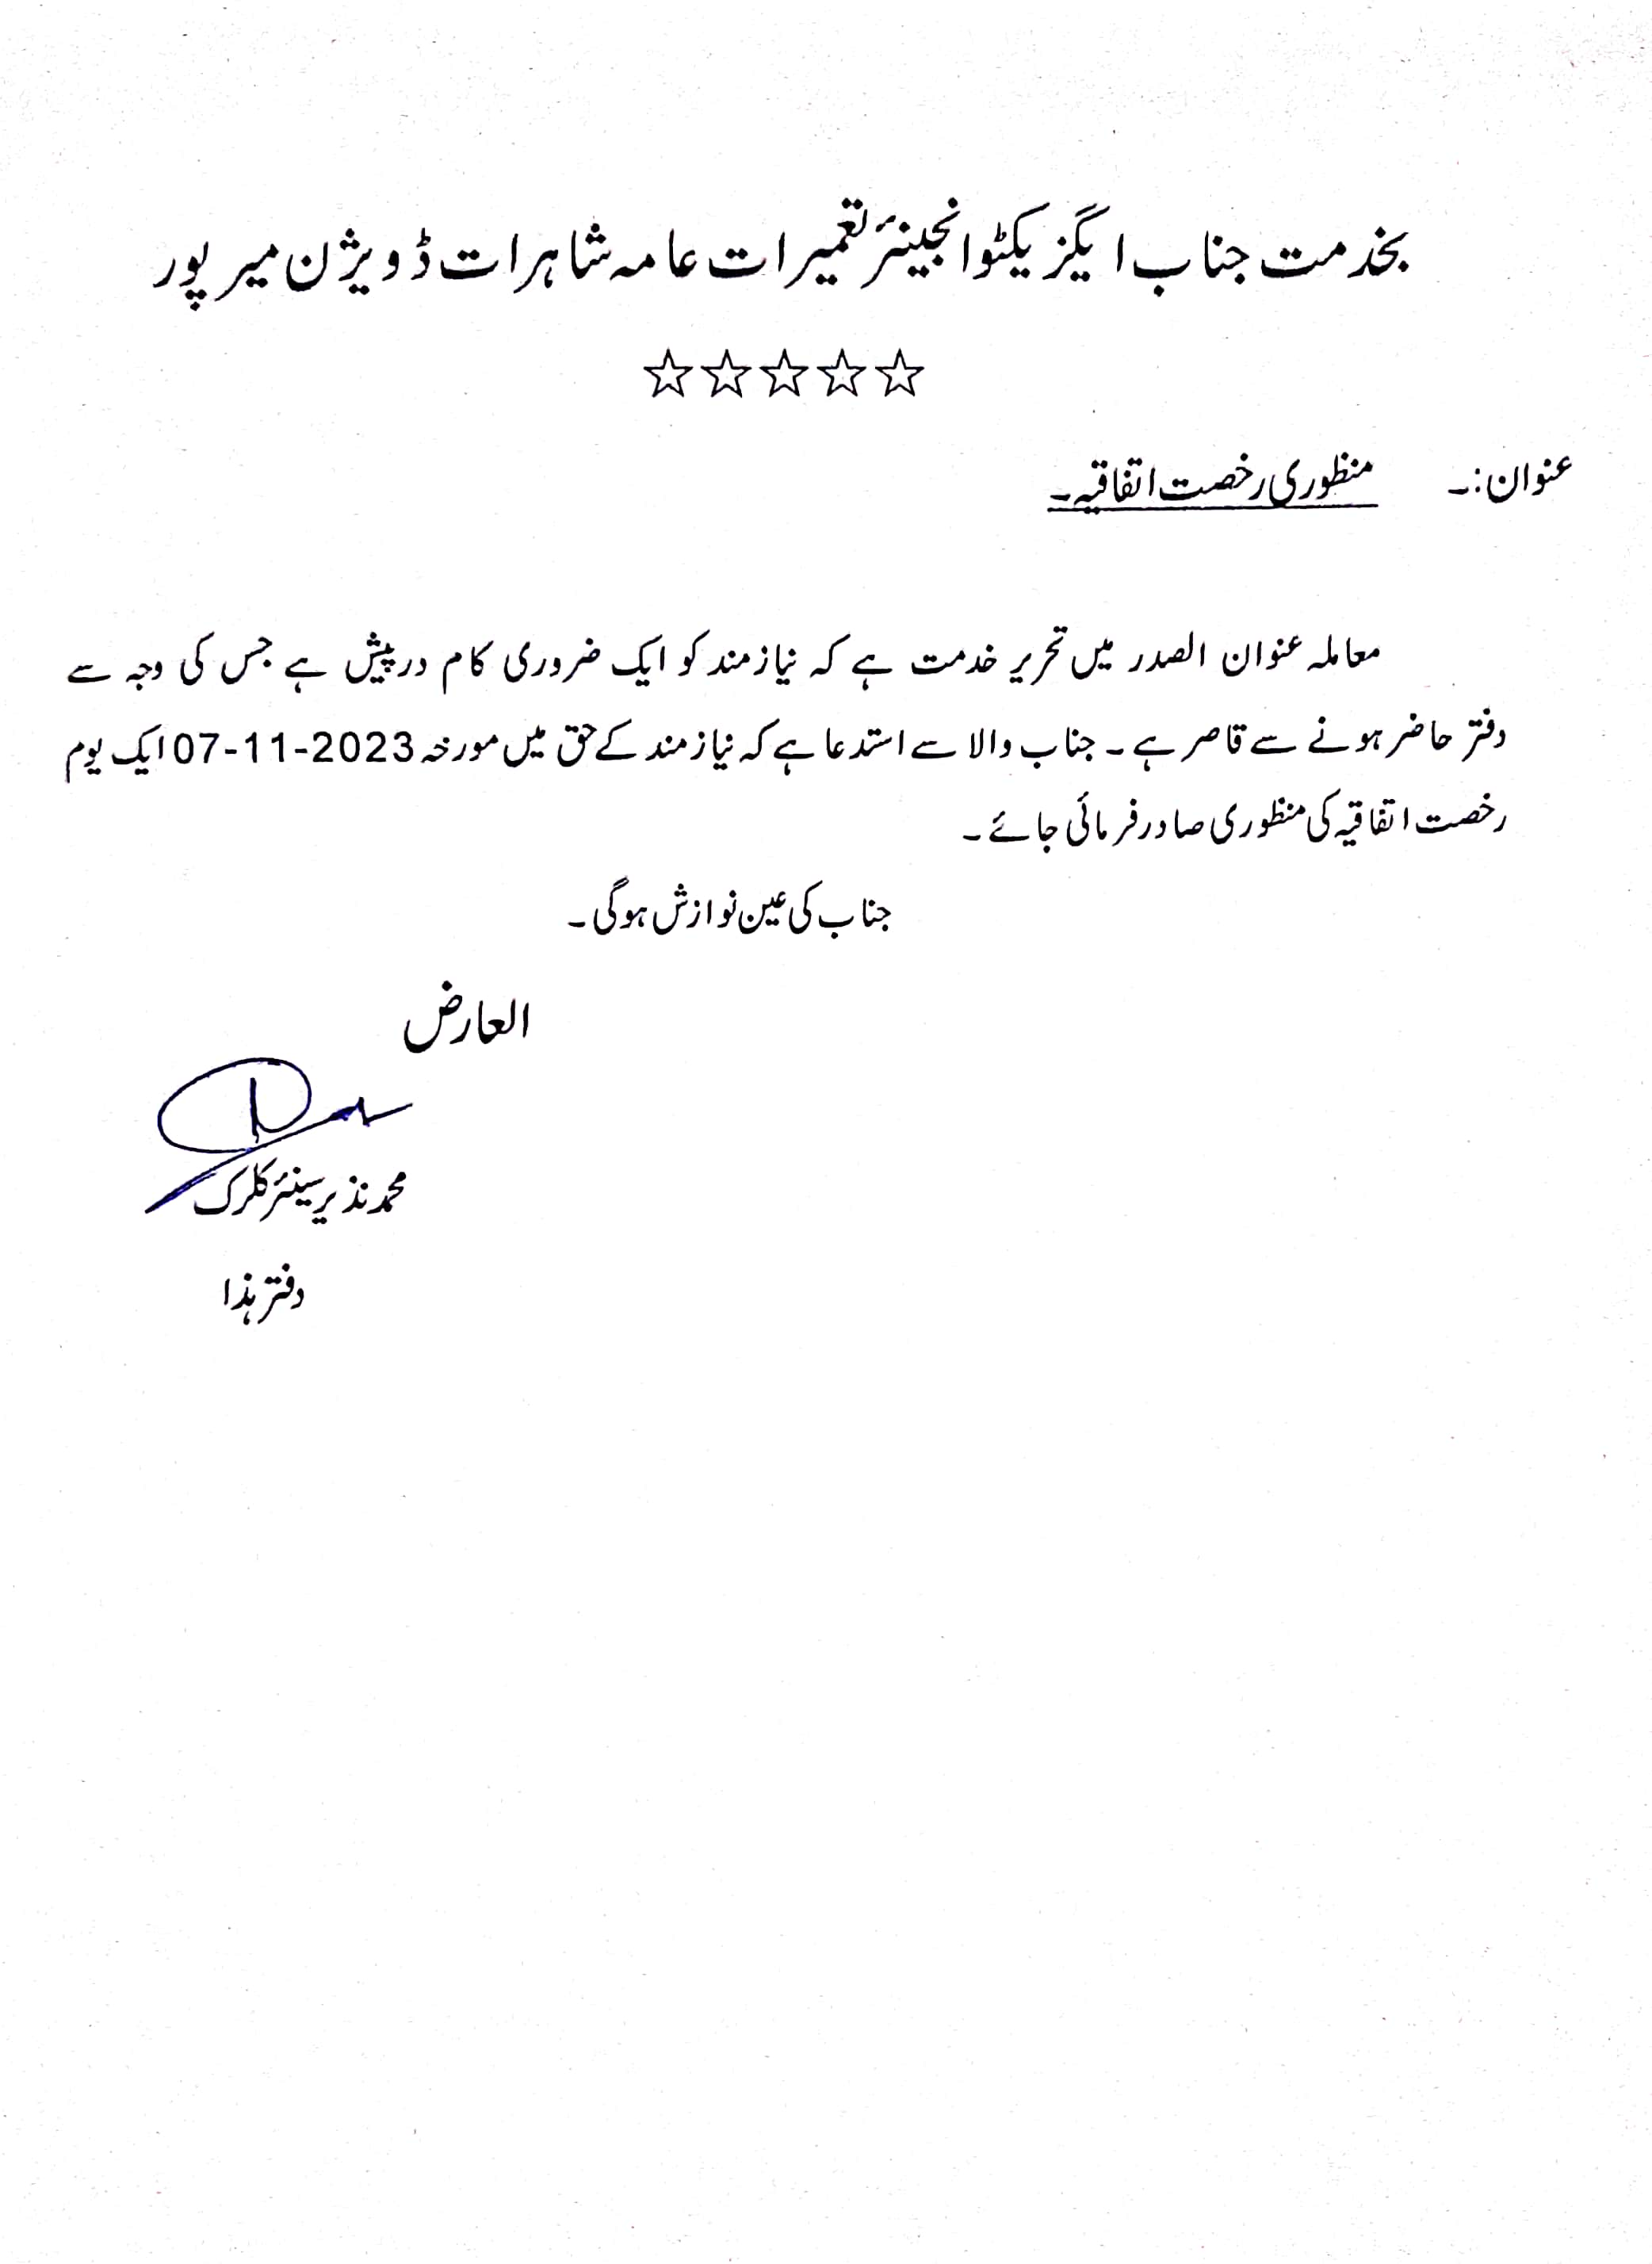 بخدمت جناب ایگزیکٹو انجینئر تعمیرات عامہ شاہرات ڈویژن میر پور
☆☆☆☆☆
عنوان:۔ منظوری رخصت اتفاقیہ۔
معاملہ عنوان الصدر میں تحریر خدمت ہے کہ نیازمند کو ایک ضروری کام درپیش ہے جس کی وجہ سے
دفتر حاضر ہونے سے قاصر ہے۔ جناب والا سے استدعا ہے کہ نیازمند کے حق میں مورخہ 07-11-2023 ایک یوم
رخصت اتفاقیہ کی منظوری صادر فرمائی جائے۔
جناب کی عین نوازش ہوگی۔
العارض
محمد نذیر سینئر کلرک
دفتر ہذا